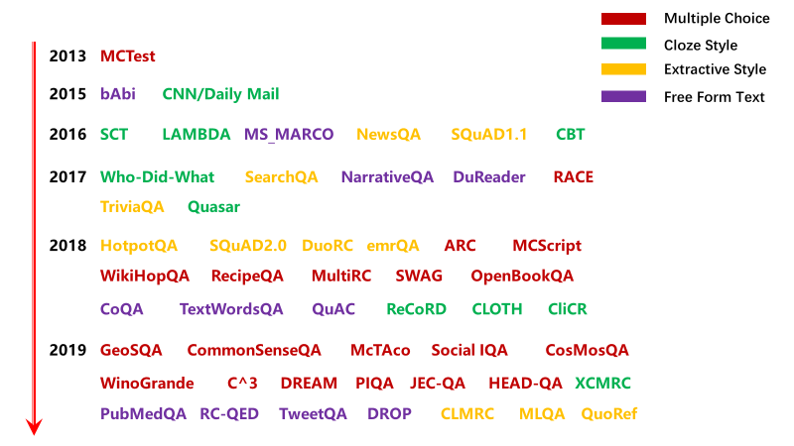 Multiple Choice
Cloze Style
Extractive Style
Free Form Text
2013 MCTest
2015 bAbi CNN/Daily Mail
2016 SCT LAMBDA MS_MARCO NewsQA SQuAD1.1 CBT
2017 Who-Did-What SearchQA NarrativeQA DuReader RACE
TriviaQA Quasar
2018 HotpotQA SQuAD2.0 DuoRC emrQA ARC MCScript
WikiHopQA RecipeQA MultiRC SWAG OpenBookQA
CoQA TextWordsQA QuAC ReCoRD CLOTH CliCR
2019 GeoSQA CommonSenseQA McTAco Social IQA CosMosQA
WinoGrande C^3 DREAM PIQA JEC-QA HEAD-QA XCMRC
PubMedQA RC-QED TweetQA DROP CLMRC MLQA QuoRef